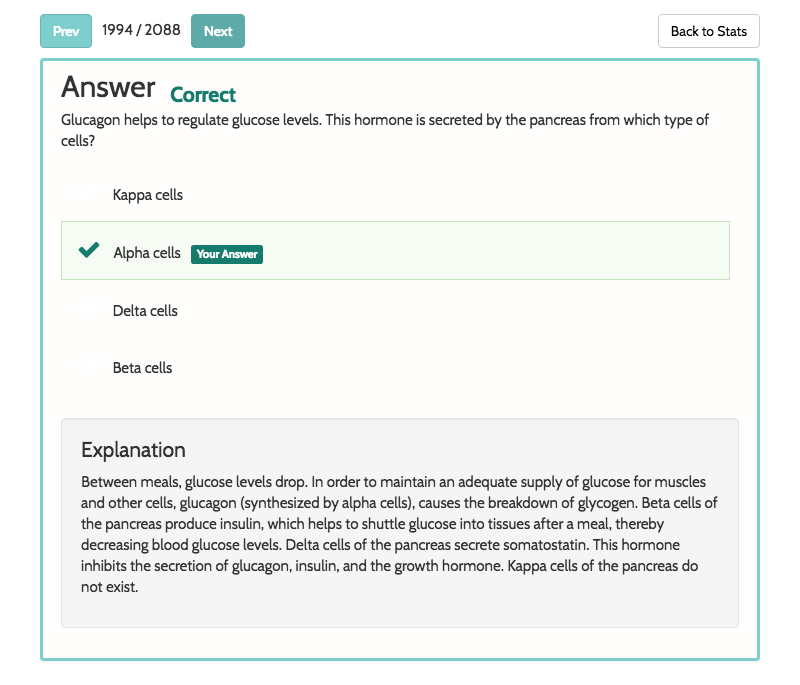 Prev 1994 / 2088 Next Back to Stats
Answer Correct
Glucagon helps to regulate glucose levels. This hormone is secreted by the pancreas from which type of
cells?
Kappa cells
Alpha cells Your Answer
Delta cells
Beta cells
Explanation
Between meals, glucose levels drop. In order to maintain an adequate supply of glucose for muscles
and other cells, glucagon (synthesized by alpha cells), causes the breakdown of glycogen. Beta cells of
the pancreas produce insulin, which helps to shuttle glucose into tissues after a meal, thereby
decreasing blood glucose levels. Delta cells of the pancreas secrete somatostatin. This hormone
inhibits the secretion of glucagon, insulin, and the growth hormone. Kappa cells of the pancreas do
not exist.